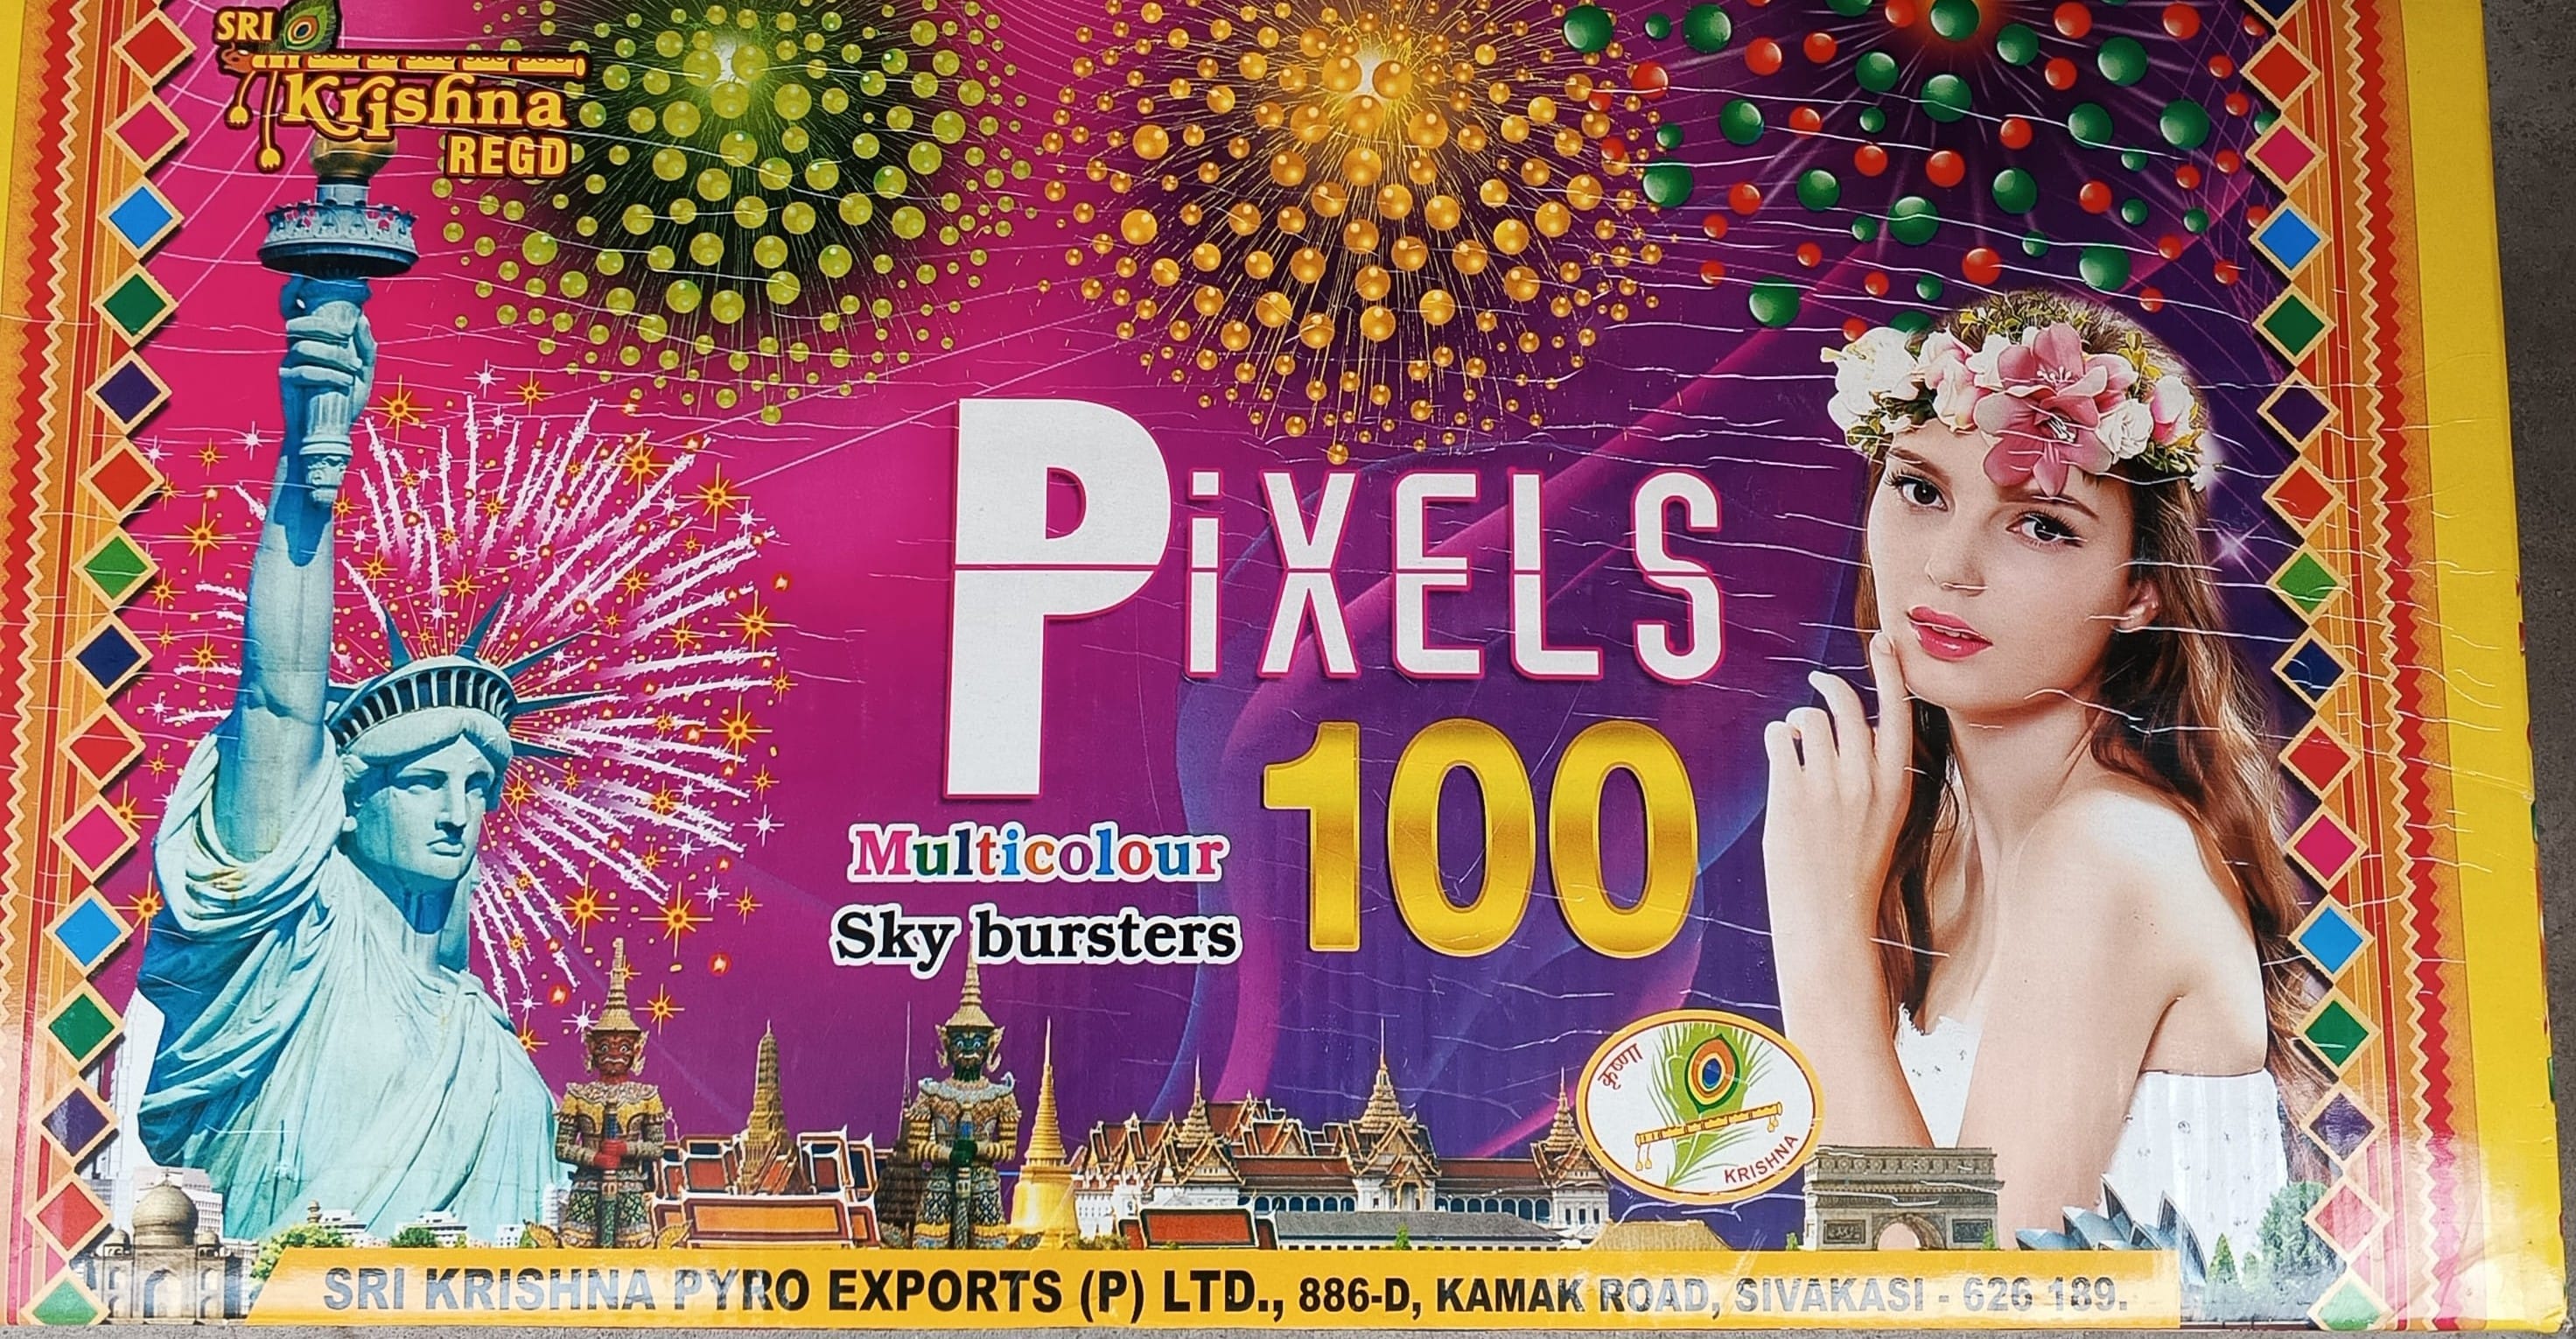 SRI
Krishna
REGD
PiXELS
100
Multicolour
Sky bursters
कृष्णा
KRISHNA
SRI KRISHNA PYRO EXPORTS (P) LTD., 886-D, KAMAK ROAD, SIVAKASI - 626 189.